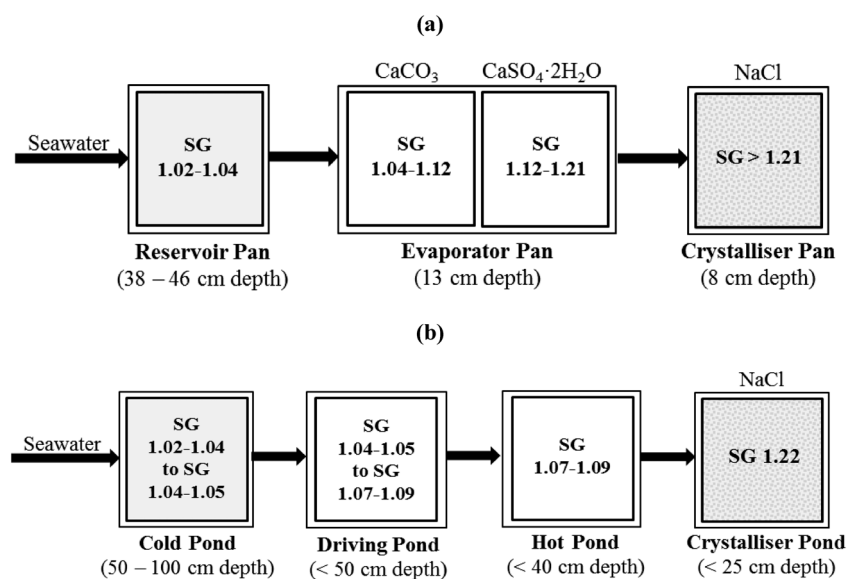 (a)
CaCO₃ CaSO₄·2H₂O NaCl
Seawater
SG
1.02-1.04
SG
1.04-1.12
SG
1.12-1.21
SG > 1.21
Reservoir Pan
(38 – 46 cm depth)
Evaporator Pan
(13 cm depth)
Crystalliser Pan
(8 cm depth)
(b)
NaCl
Seawater
SG
1.02-1.04
to SG
1.04-1.05
SG
1.04-1.05
to SG
1.07-1.09
SG
1.07-1.09
SG 1.22
Cold Pond
(50 – 100 cm depth)
Driving Pond
(< 50 cm depth)
Hot Pond
(< 40 cm depth)
Crystalliser Pond
(< 25 cm depth)